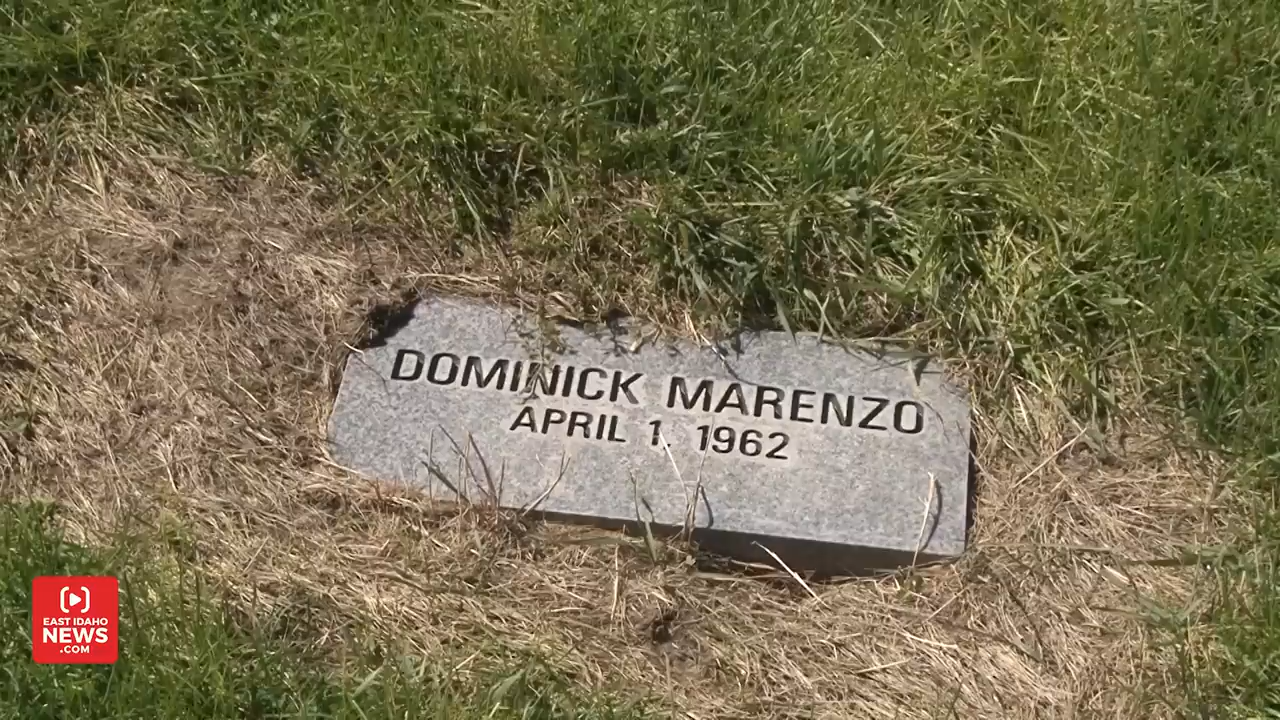 DOMINICK MARENZO
APRIL 1, 1962
EAST IDAHO
NEWS
.COM